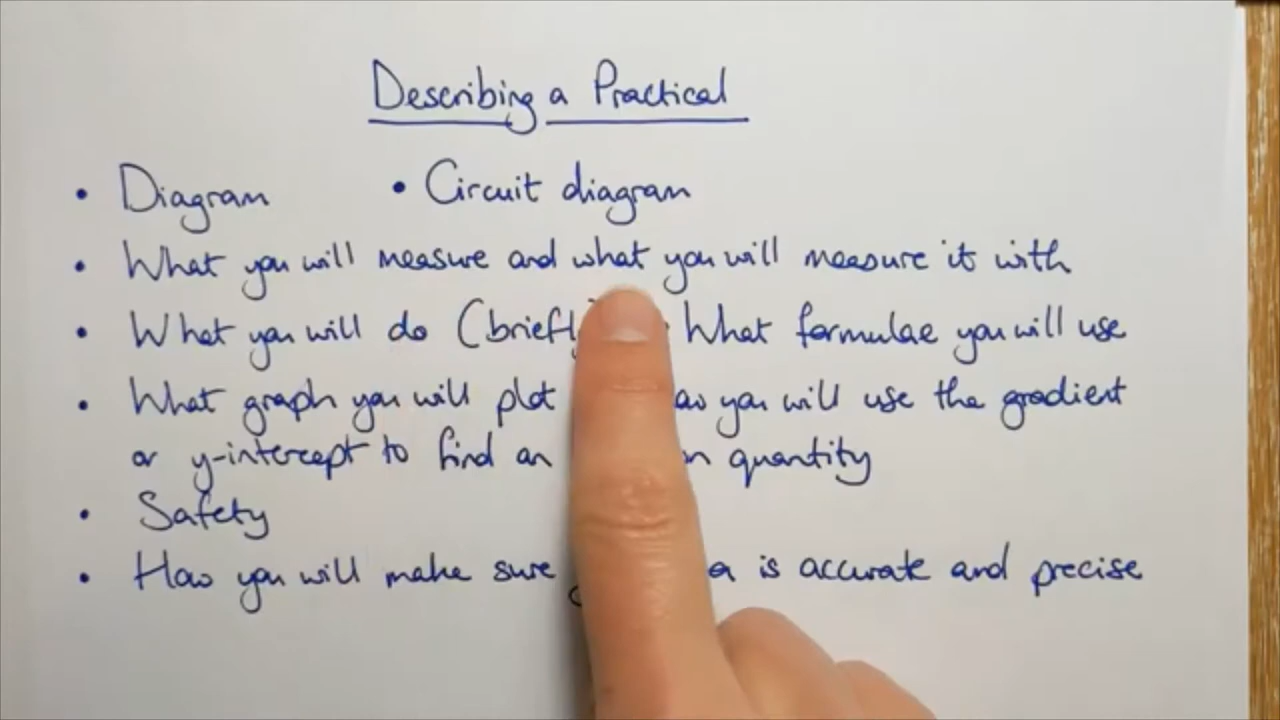 Describing a Practical
• Diagram • Circuit diagram
• What you will measure and what you will measure it with
• What you will do • What formulae you will use
• What graph you will plot you will use the gradient
or y-intercept to find an quantity
• Safety
• How you will make sure is accurate and precise